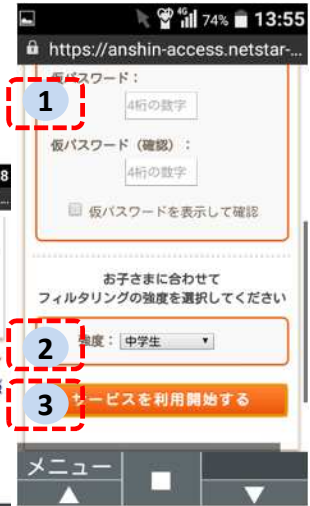 4G 74% 13:55
https://anshin-access.netstar-...
仮パスワード：
1
4桁の数字
仮パスワード（確認）：
4桁の数字
仮パスワードを表示して確認
お子さまに合わせて
フィルタリングの強度を選択してください
2
強度： 中学生
3
サービスを利用開始する
メニュー
8